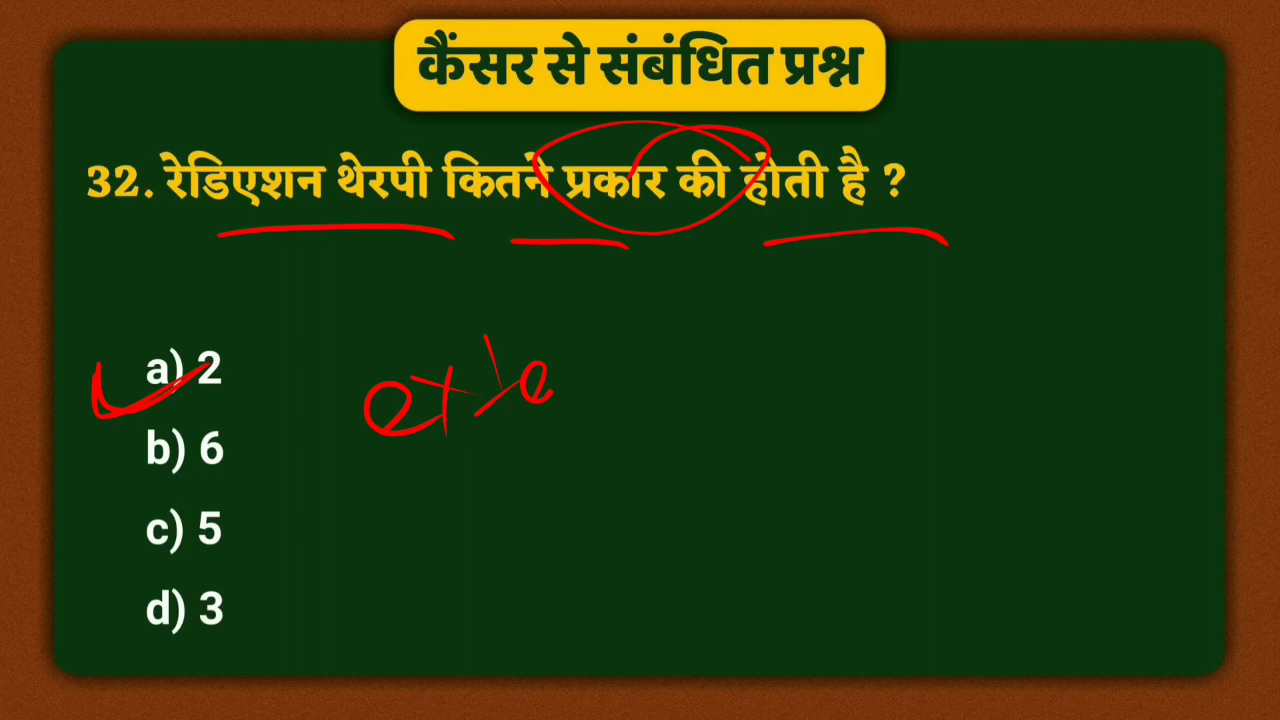 कैंसर से संबंधित प्रश्न
32. रेडिएशन थेरपी कितने प्रकार की होती है ?
a) 2
b) 6
c) 5
d) 3